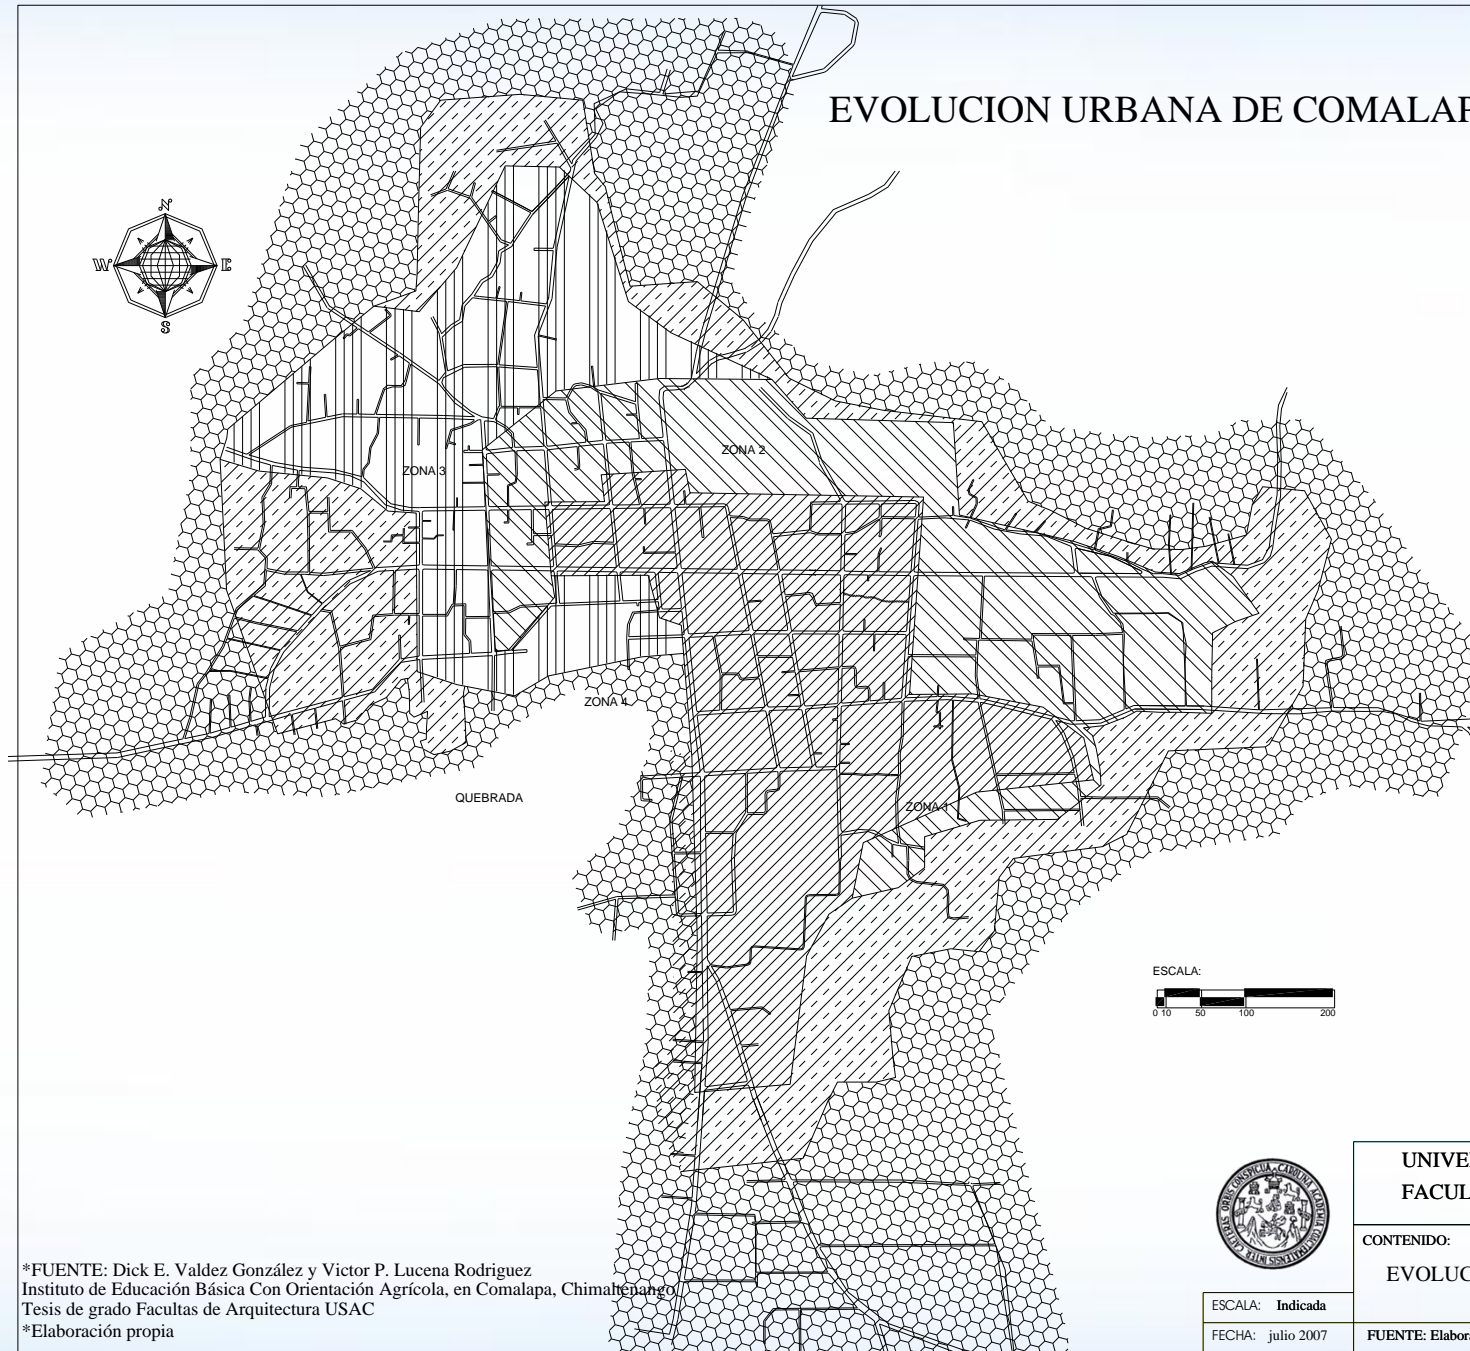 EVOLUCION URBANA DE COMALAP
N
W
E
S
ZONA 2
ZONA 3
ZONA 4
QUEBRADA
ZONA 1
ESCALA:
0 10 50 100 200
UNIVE
FACUL
CONTENIDO:
EVOLUC
ESCALA: Indicada
FECHA: julio 2007
FUENTE: Elabora
*FUENTE: Dick E. Valdez González y Victor P. Lucena Rodriguez
Instituto de Educación Básica Con Orientación Agrícola, en Comalapa, Chimaltenango
Tesis de grado Facultas de Arquitectura USAC
*Elaboración propia